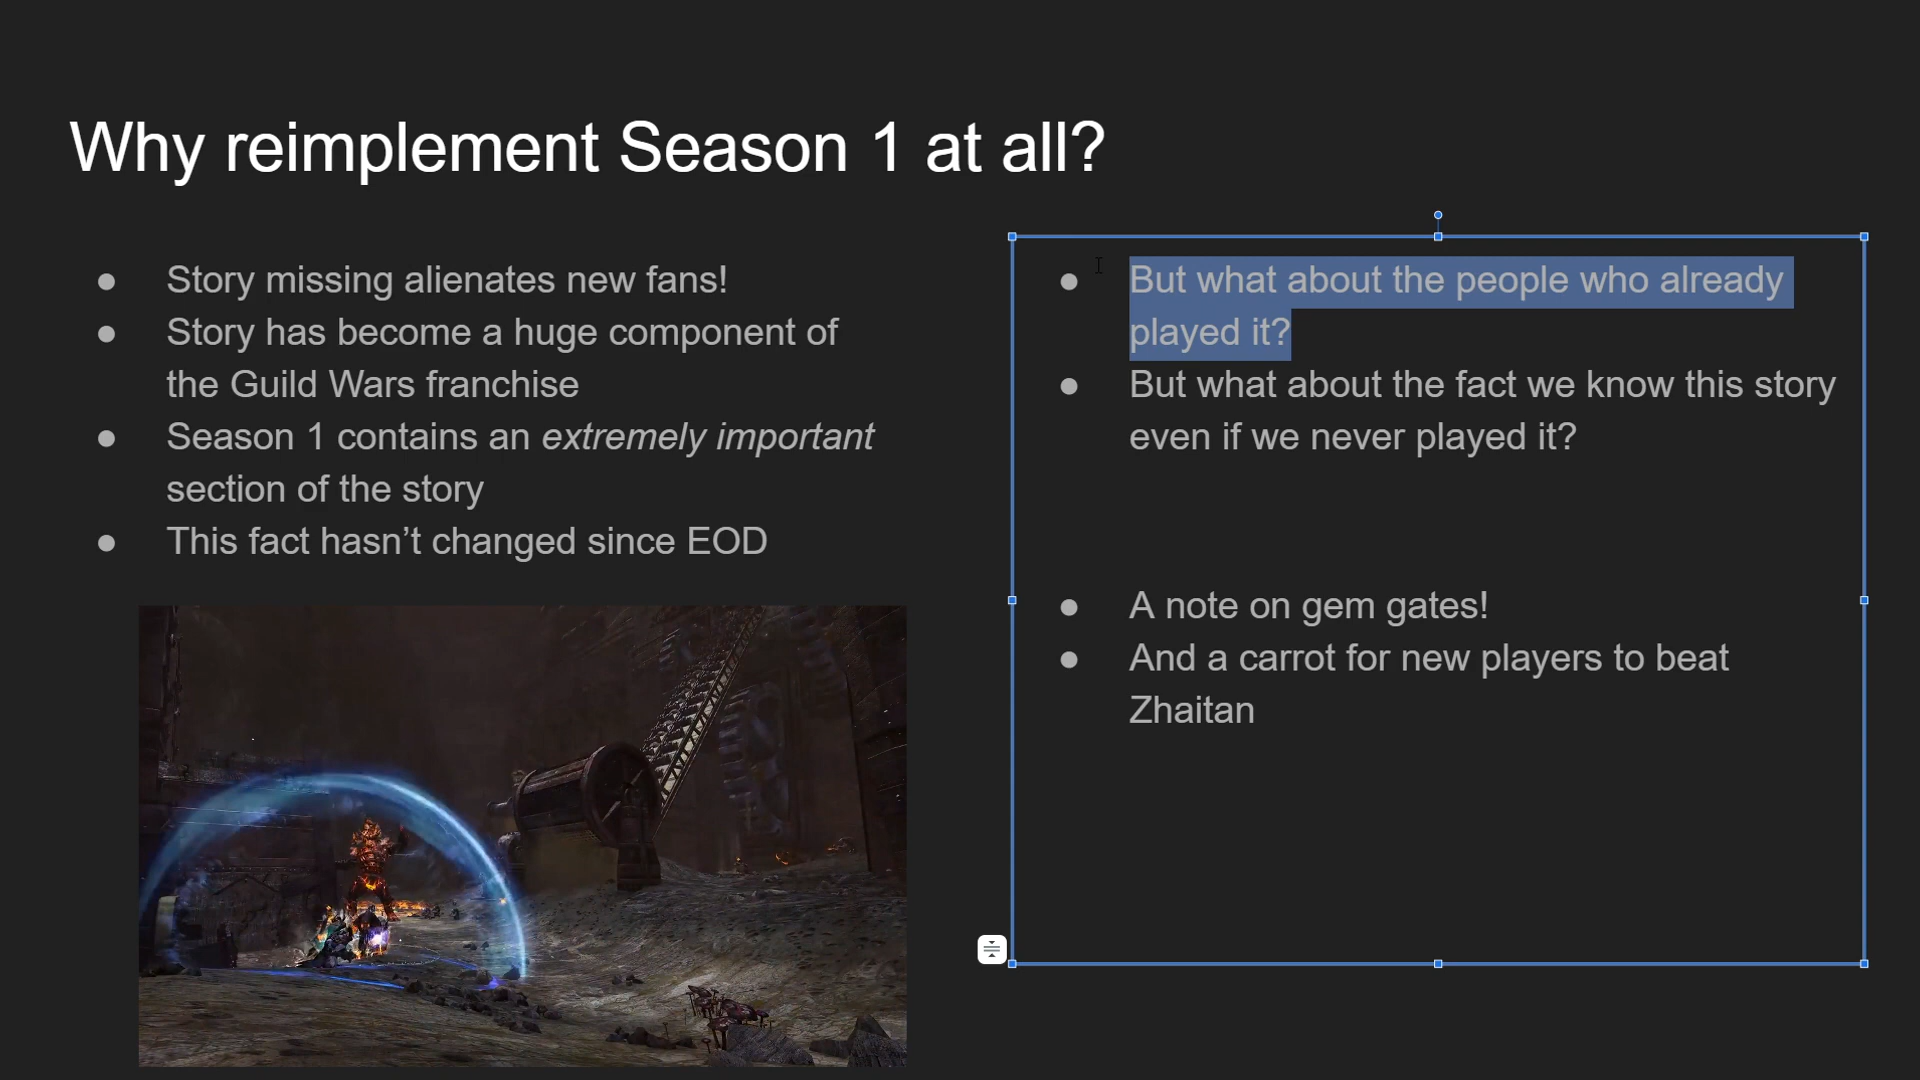 Why reimplement Season 1 at all?
● Story missing alienates new fans!
● Story has become a huge component of
the Guild Wars franchise
● Season 1 contains an extremely important
section of the story
● This fact hasn’t changed since EOD
● But what about the people who already
played it?
● But what about the fact we know this story
even if we never played it?
● A note on gem gates!
● And a carrot for new players to beat
Zhaitan